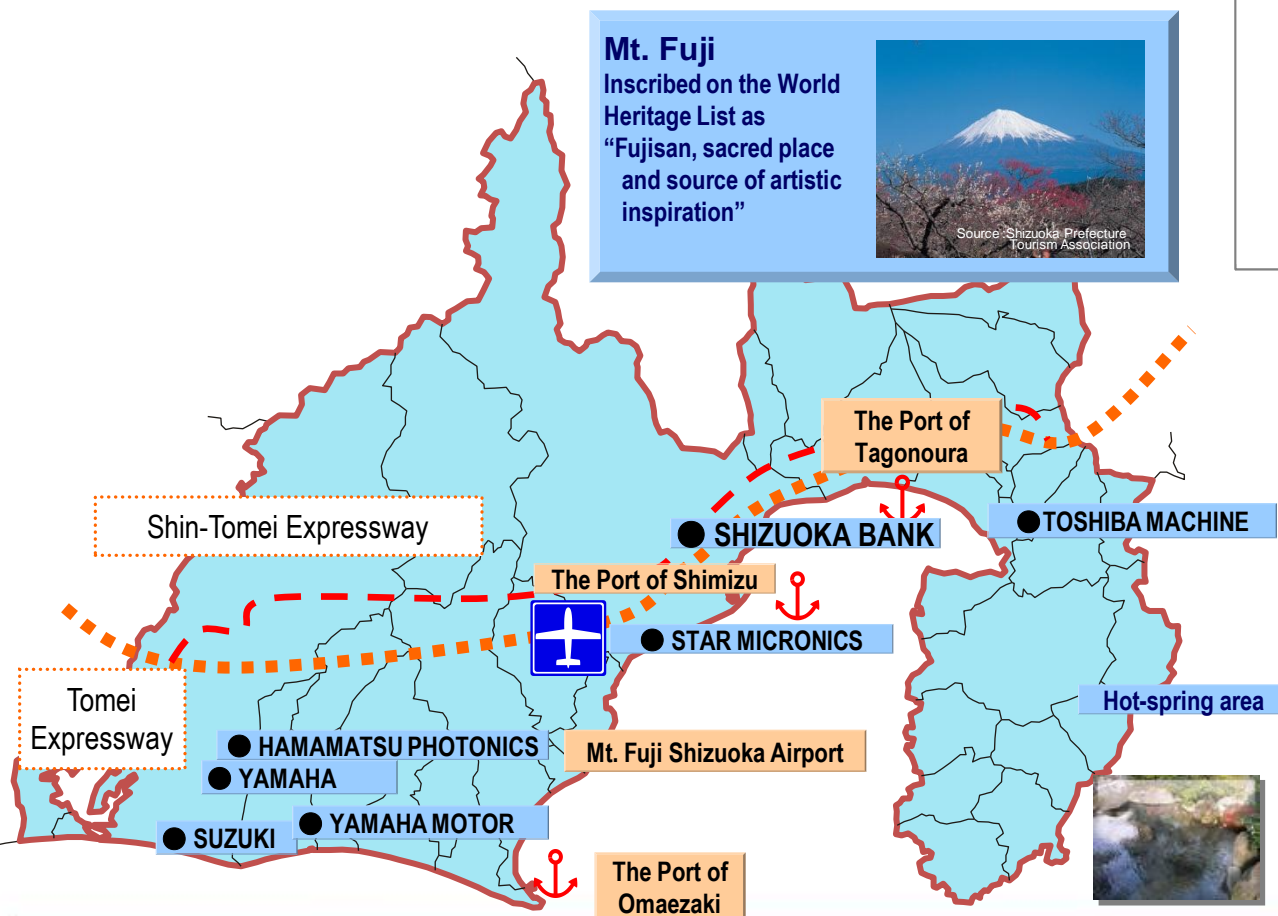 Mt. Fuji
Inscribed on the World
Heritage List as
“Fujisan, sacred place
and source of artistic
inspiration”
Source :Shizuoka Prefecture
Tourism Association
The Port of
Tagonoura
Shin-Tomei Expressway
SHIZUOKA BANK
TOSHIBA MACHINE
The Port of Shimizu
STAR MICRONICS
Tomei
Expressway
Hot-spring area
HAMAMATSU PHOTONICS
Mt. Fuji Shizuoka Airport
YAMAHA
YAMAHA MOTOR
SUZUKI
The Port of
Omaezaki